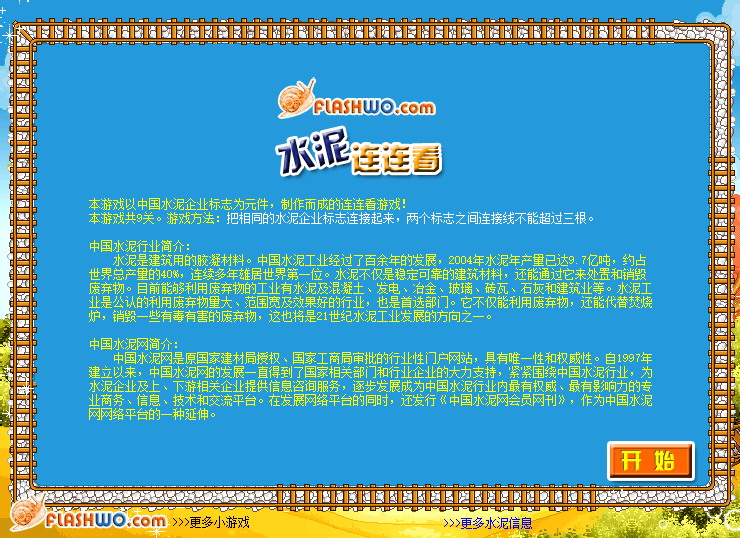 FLASHWO.com
水泥连连看
本游戏以中国水泥企业标志为元件，制作而成的连连看游戏！
本游戏共9关。游戏方法：把相同的水泥企业标志连接起来，两个标志之间连接线不能超过三根。
中国水泥行业简介：
水泥是建筑用的胶凝材料。中国水泥工业经过了百余年的发展，2004年水泥年产量已达9.7亿吨，约占
世界总产量的40%，连续多年雄居世界第一位。水泥不仅是稳定可靠的建筑材料，还能通过它来处置和销毁
废弃物。目前能够利用废弃物的工业有水泥及混凝土、发电、冶金、玻璃、砖瓦、石灰和建筑业等。水泥工
业是公认的利用废弃物量大、范围宽及效果好的行业，也是首选部门。它不仅能利用废弃物，还能代替焚烧
炉，销毁一些有毒有害的废弃物，这也将是21世纪水泥工业发展的方向之一。
中国水泥网简介：
中国水泥网是原国家建材局授权、国家工商局审批的行业性门户网站，具有唯一性和权威性。自1997年
建立以来，中国水泥网的发展一直得到了国家相关部门和行业企业的大力支持，紧紧围绕中国水泥行业，为
水泥企业及上、下游相关企业提供信息咨询服务，逐步发展成为中国水泥行业内最有权威、最有影响力的专
业商务、信息、技术和交流平台。在发展网络平台的同时，还发行《中国水泥网会员网刊》，作为中国水泥
网网络平台的一种延伸。
开 始
FLASHWO.com >>>更多小游戏 >>>更多水泥信息